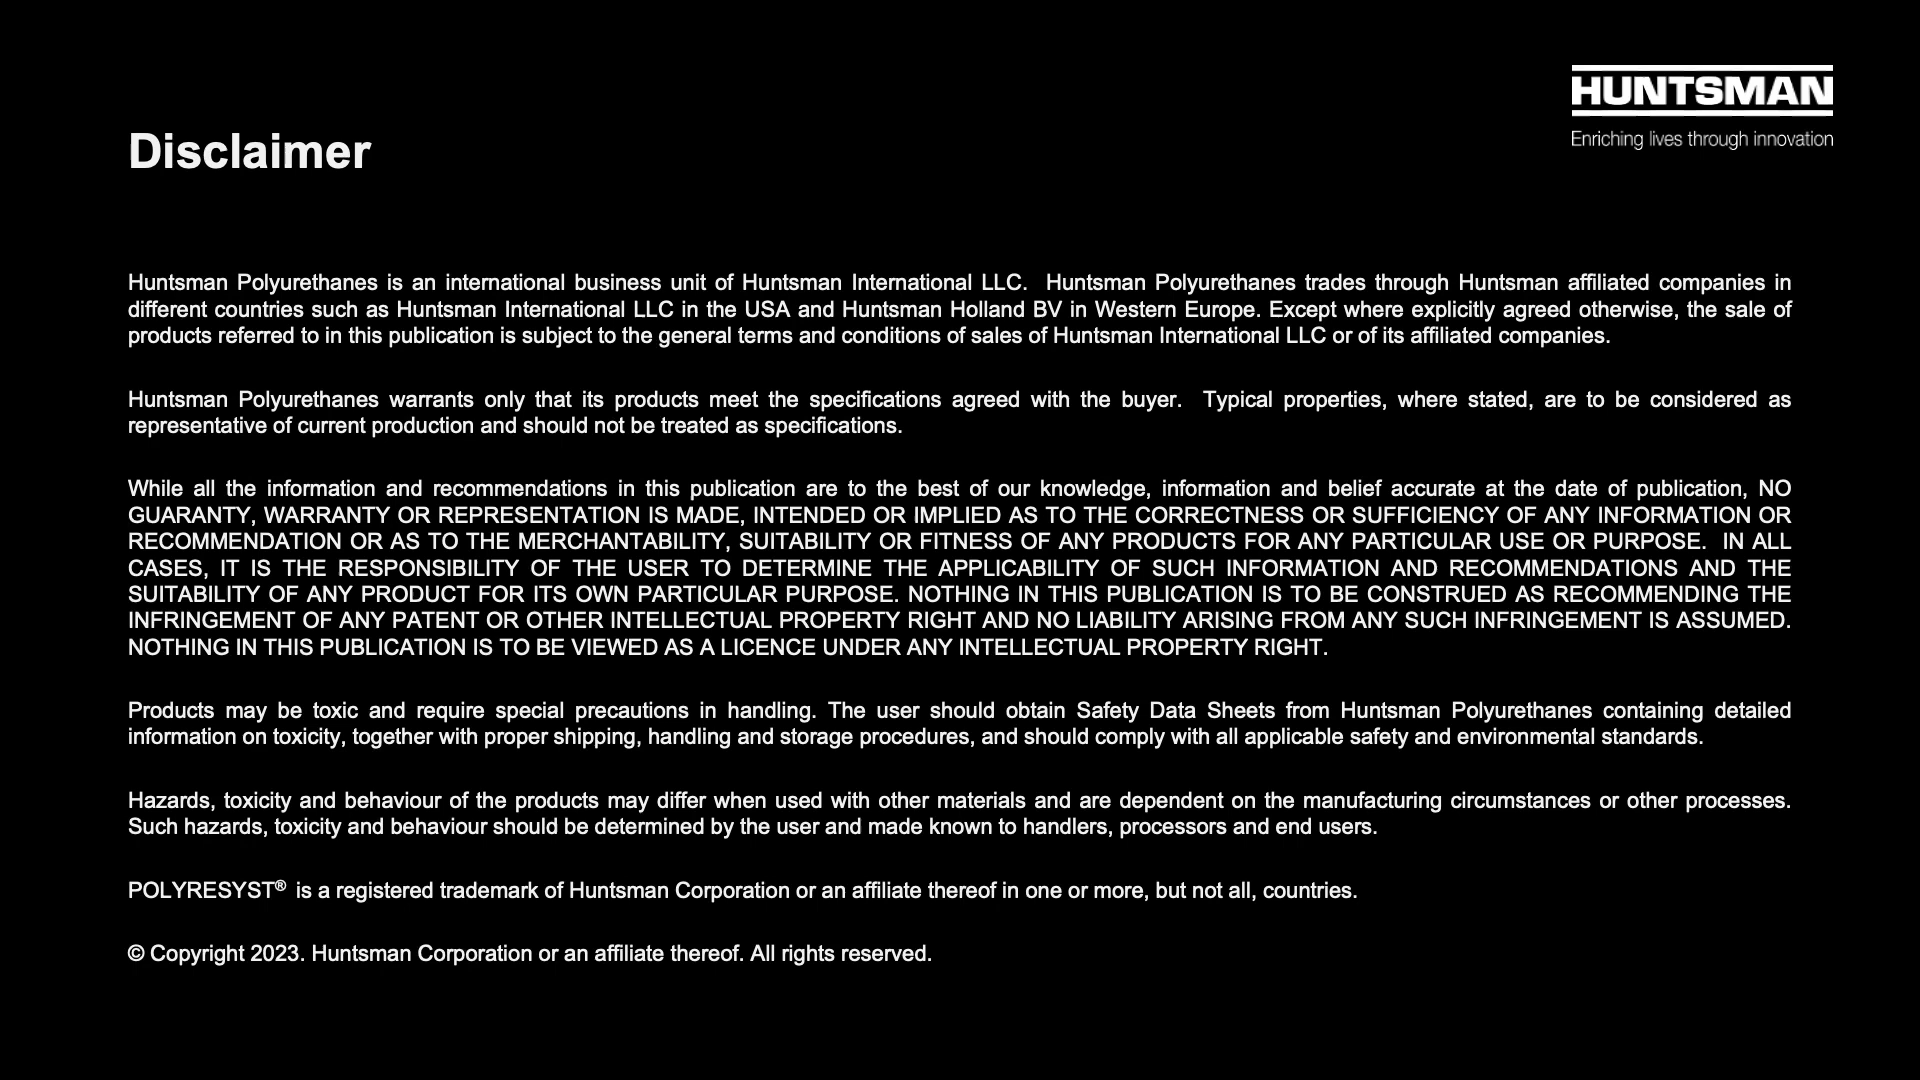 HUNTSMAN
Enriching lives through innovation
Disclaimer
Huntsman Polyurethanes is an international business unit of Huntsman International LLC.  Huntsman Polyurethanes trades through Huntsman affiliated companies in
different countries such as Huntsman International LLC in the USA and Huntsman Holland BV in Western Europe. Except where explicitly agreed otherwise, the sale of
products referred to in this publication is subject to the general terms and conditions of sales of Huntsman International LLC or of its affiliated companies.
Huntsman Polyurethanes warrants only that its products meet the specifications agreed with the buyer.  Typical properties, where stated, are to be considered as
representative of current production and should not be treated as specifications.
While all the information and recommendations in this publication are to the best of our knowledge, information and belief accurate at the date of publication, NO
GUARANTY, WARRANTY OR REPRESENTATION IS MADE, INTENDED OR IMPLIED AS TO THE CORRECTNESS OR SUFFICIENCY OF ANY INFORMATION OR
RECOMMENDATION OR AS TO THE MERCHANTABILITY, SUITABILITY OR FITNESS OF ANY PRODUCTS FOR ANY PARTICULAR USE OR PURPOSE.  IN ALL
CASES, IT IS THE RESPONSIBILITY OF THE USER TO DETERMINE THE APPLICABILITY OF SUCH INFORMATION AND RECOMMENDATIONS AND THE
SUITABILITY OF ANY PRODUCT FOR ITS OWN PARTICULAR PURPOSE. NOTHING IN THIS PUBLICATION IS TO BE CONSTRUED AS RECOMMENDING THE
INFRINGEMENT OF ANY PATENT OR OTHER INTELLECTUAL PROPERTY RIGHT AND NO LIABILITY ARISING FROM ANY SUCH INFRINGEMENT IS ASSUMED.
NOTHING IN THIS PUBLICATION IS TO BE VIEWED AS A LICENCE UNDER ANY INTELLECTUAL PROPERTY RIGHT.
Products may be toxic and require special precautions in handling. The user should obtain Safety Data Sheets from Huntsman Polyurethanes containing detailed
information on toxicity, together with proper shipping, handling and storage procedures, and should comply with all applicable safety and environmental standards.
Hazards, toxicity and behaviour of the products may differ when used with other materials and are dependent on the manufacturing circumstances or other processes.
Such hazards, toxicity and behaviour should be determined by the user and made known to handlers, processors and end users.
POLYRESYST® is a registered trademark of Huntsman Corporation or an affiliate thereof in one or more, but not all, countries.
© Copyright 2023. Huntsman Corporation or an affiliate thereof. All rights reserved.